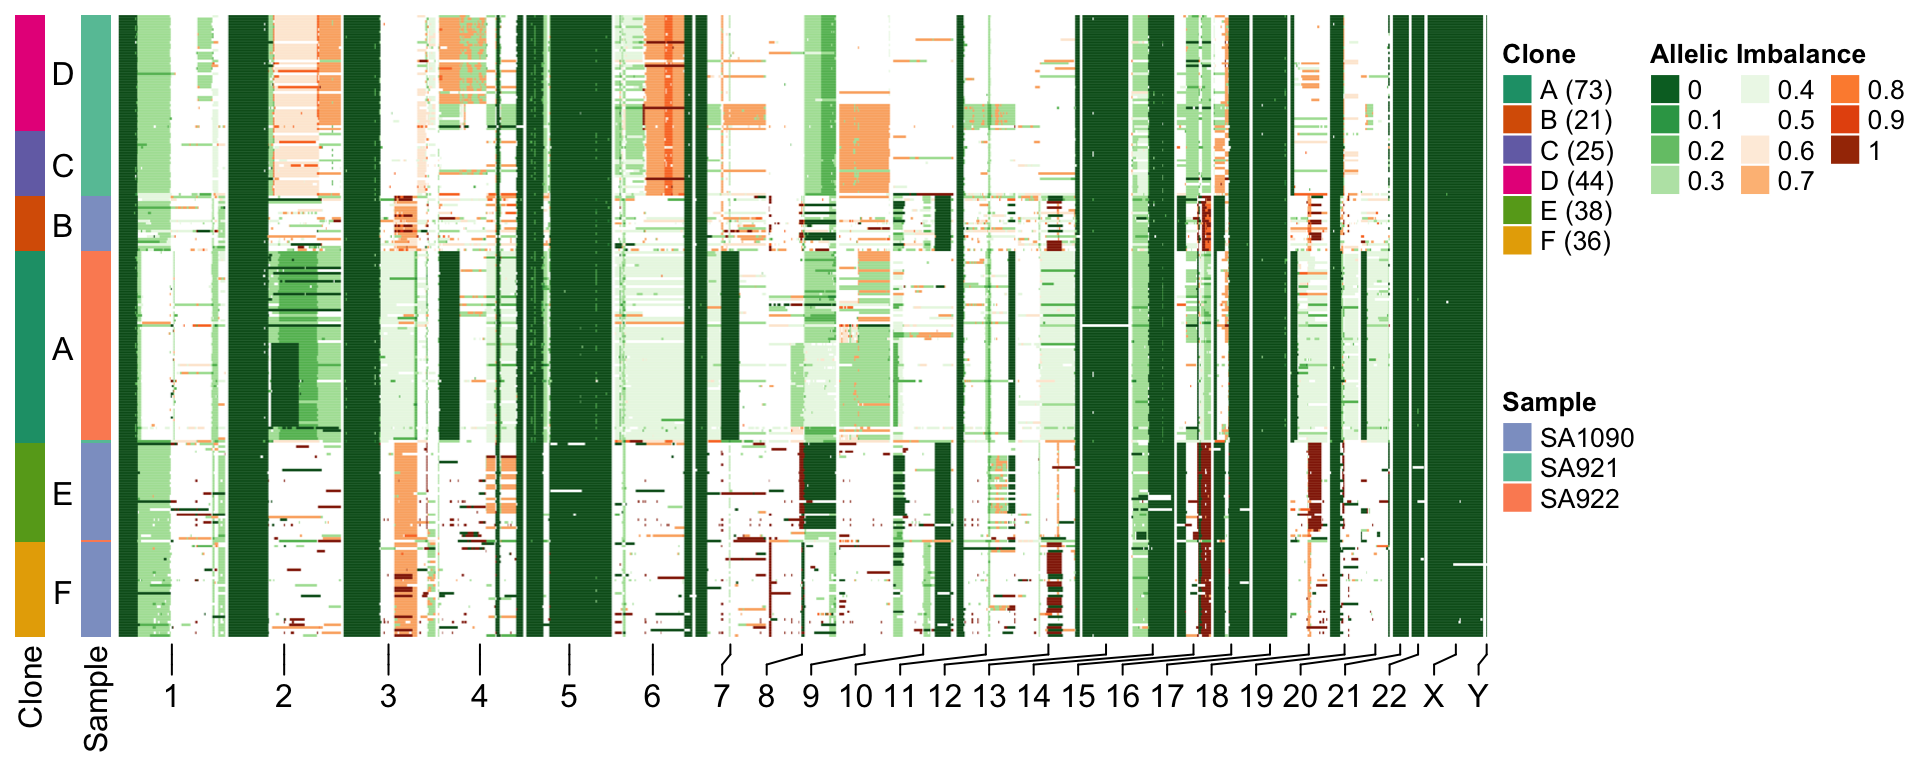 D
C
B
A
E
F
Clone
Sample
1 2 3 4 5 6 7 8 9 10 11 12 13 14 15 16 17 18 19 20 21 22 X Y
Clone
A (73)
B (21)
C (25)
D (44)
E (38)
F (36)
Allelic Imbalance
0 0.4 0.8
0.1 0.5 0.9
0.2 0.6 1
0.3 0.7
Sample
SA1090
SA921
SA922